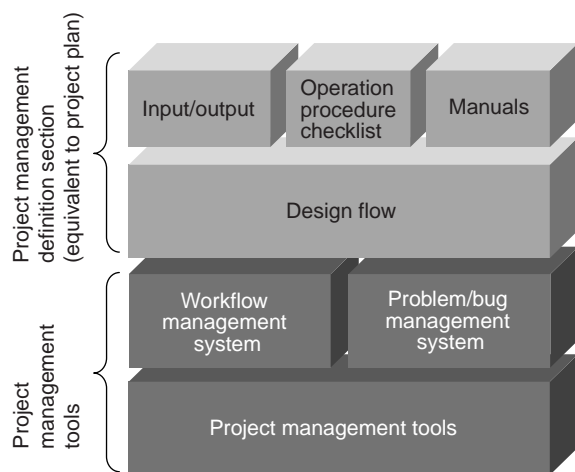 Project management
definition section
(equivalent to project plan)
Input/output
Operation
procedure
checklist
Manuals
Design flow
Project
management
tools
Workflow
management
system
Problem/bug
management
system
Project management tools